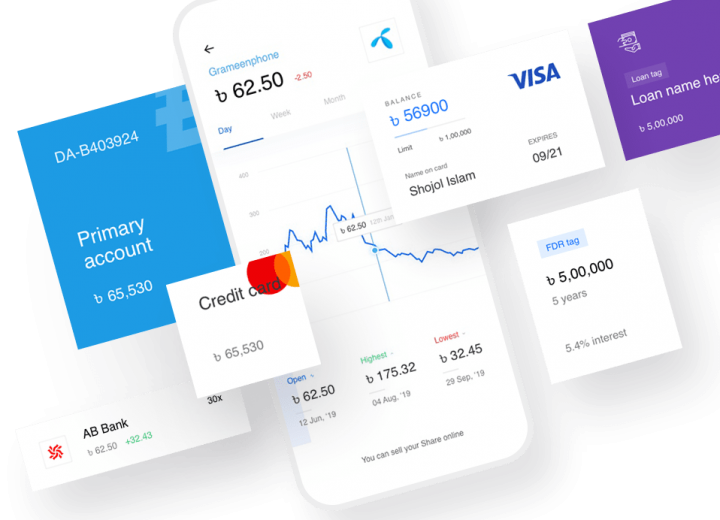 Grameenphone
৳ 62.50 -2.50
Day Week Month
400
300
200
৳ 62.50 12th Jan
Open
৳ 62.50
12 Jun, '19
Highest
৳ 175.32
04 Aug, '19
Lowest
৳ 32.45
29 Sep, '19
You can sell your Share online
DA-B403924
Primary
account
৳ 65,530
Credit card
৳ 65,530
AB Bank
৳ 62.50 +32.43
30x
BALANCE
৳ 56900
Limit ৳ 1,00,000
Name on card
Shojol Islam
VISA
EXPIRES
09/21
Loan tag
Loan name he
৳ 5,00,000
FDR tag
৳ 5,00,000
5 years
5.4% interest